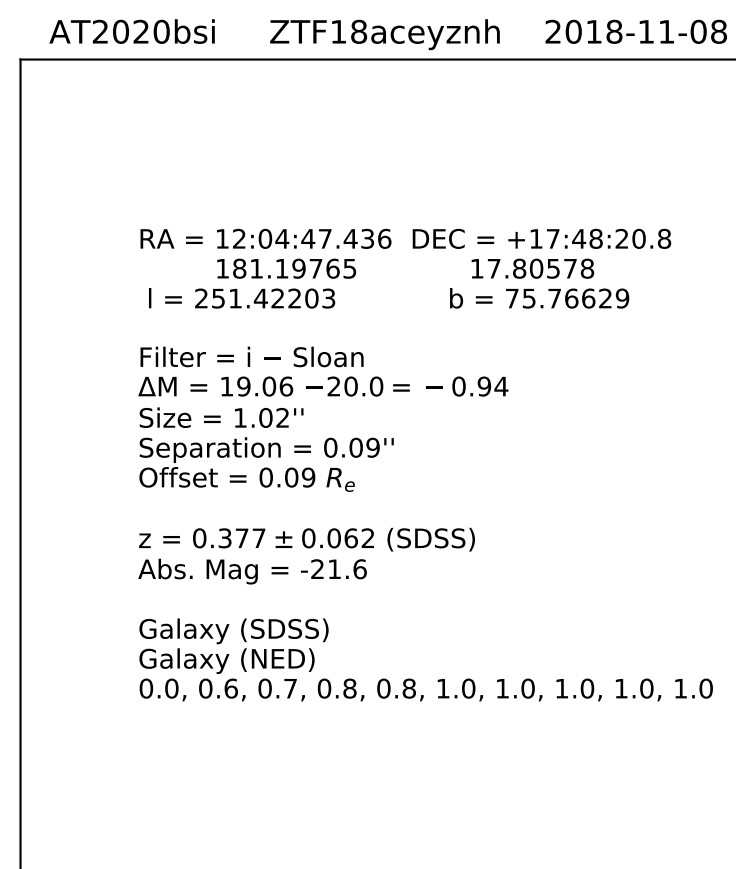 AT2020bsi ZTF18aceyznh 2018-11-08
RA = 12:04:47.436 DEC = +17:48:20.8
181.19765 17.80578
l = 251.42203 b = 75.76629
Filter = i − Sloan
ΔM = 19.06 −20.0 = − 0.94
Size = 1.02''
Separation = 0.09''
Offset = 0.09 Re
z = 0.377 ± 0.062 (SDSS)
Abs. Mag = -21.6
Galaxy (SDSS)
Galaxy (NED)
0.0, 0.6, 0.7, 0.8, 0.8, 1.0, 1.0, 1.0, 1.0, 1.0